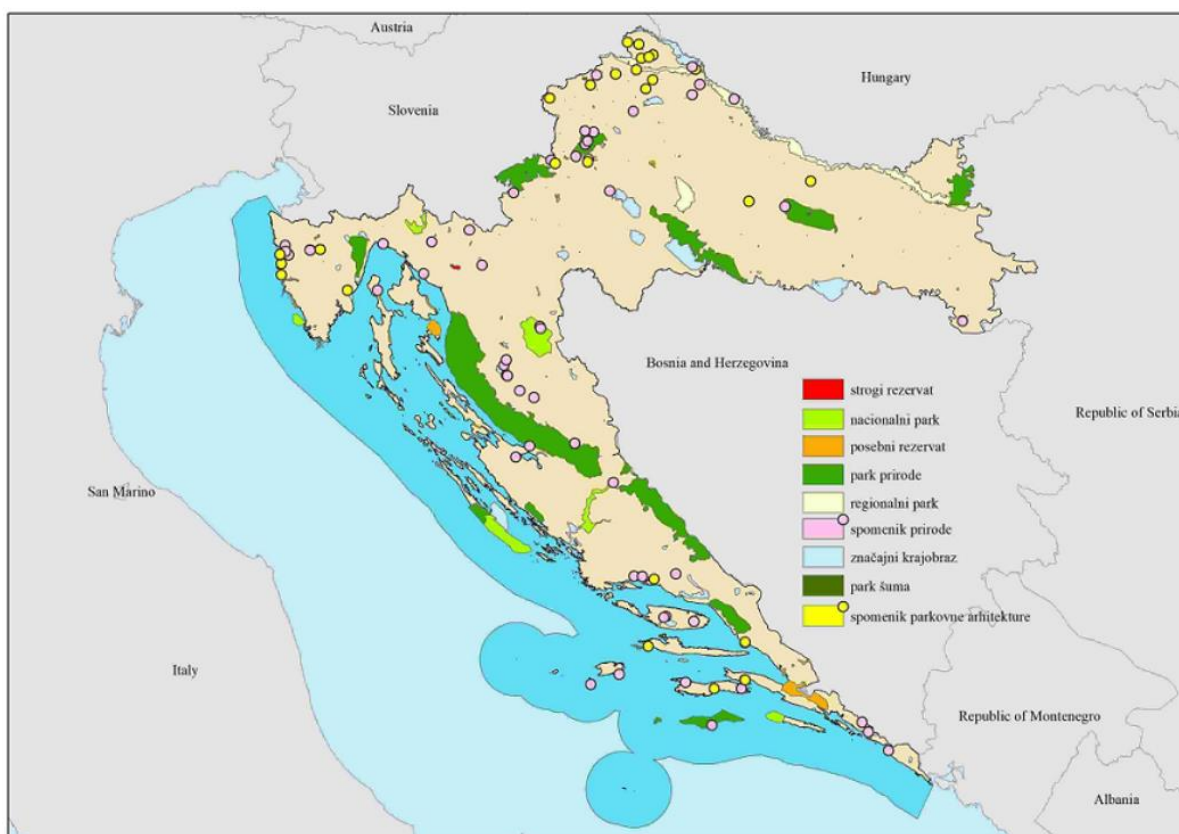 Austria
Hungary
Slovenia
Bosnia and Herzegovina
strogi rezervat
nacionalni park
Republic of Serbia
posebni rezervat
park prirode
San Marino
regionalni park
spomenik prirode
značajni krajobraz
park šuma
spomenik parkovne arhitekture
Italy
Republic of Montenegro
Albania